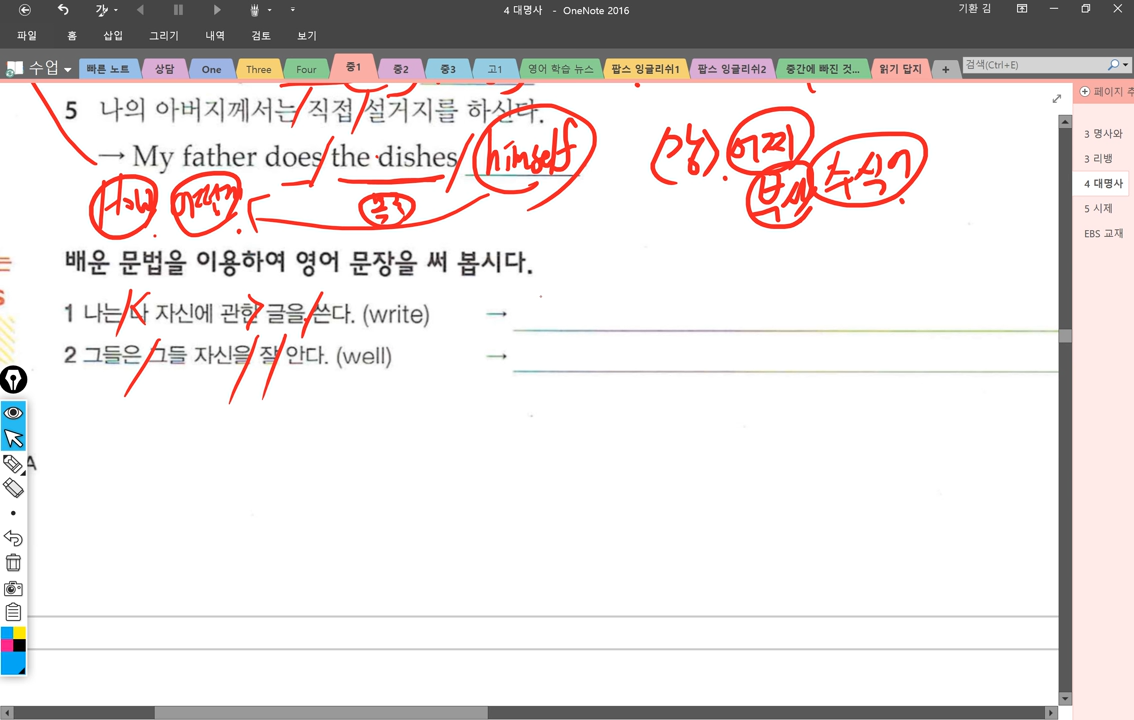 4 대명사 - OneNote 2016
기환 김
파일 홈 삽입 그리기 내역 검토 보기
수업 빠른 노트 상담 One Three Four 중1 중2 중3 고1 영어 학습 뉴스 팝스 잉글리쉬1 팝스 잉글리쉬2 중간에 빠진 것... 읽기 답지 + 검색(Ctrl+E)
페이지 추
3 명사와
3 리뱅
4 대명사
5 시제
EBS 교재
5 나의 아버지께서는 직접 설거지를 하신다.
→ My father does the dishes himself
수식어
배운 문법을 이용하여 영어 문장을 써 봅시다.
1 나는 나 자신에 관한 글을 쓴다. (write) →
2 그들은 그들 자신을 잘 안다. (well) →
A